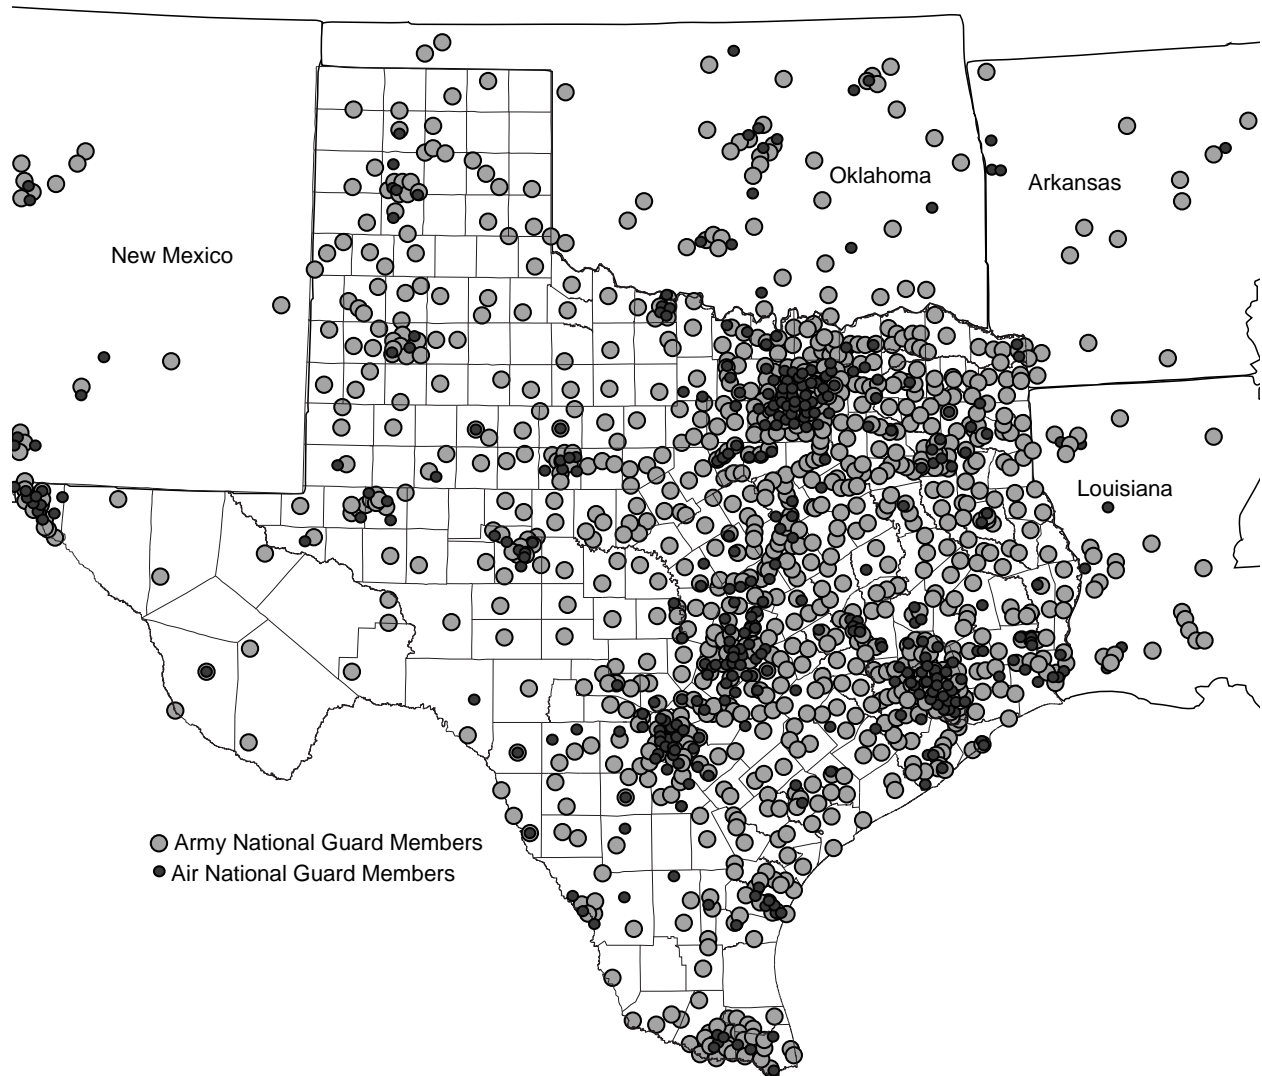 Oklahoma
Arkansas
New Mexico
Louisiana
Army National Guard Members
Air National Guard Members